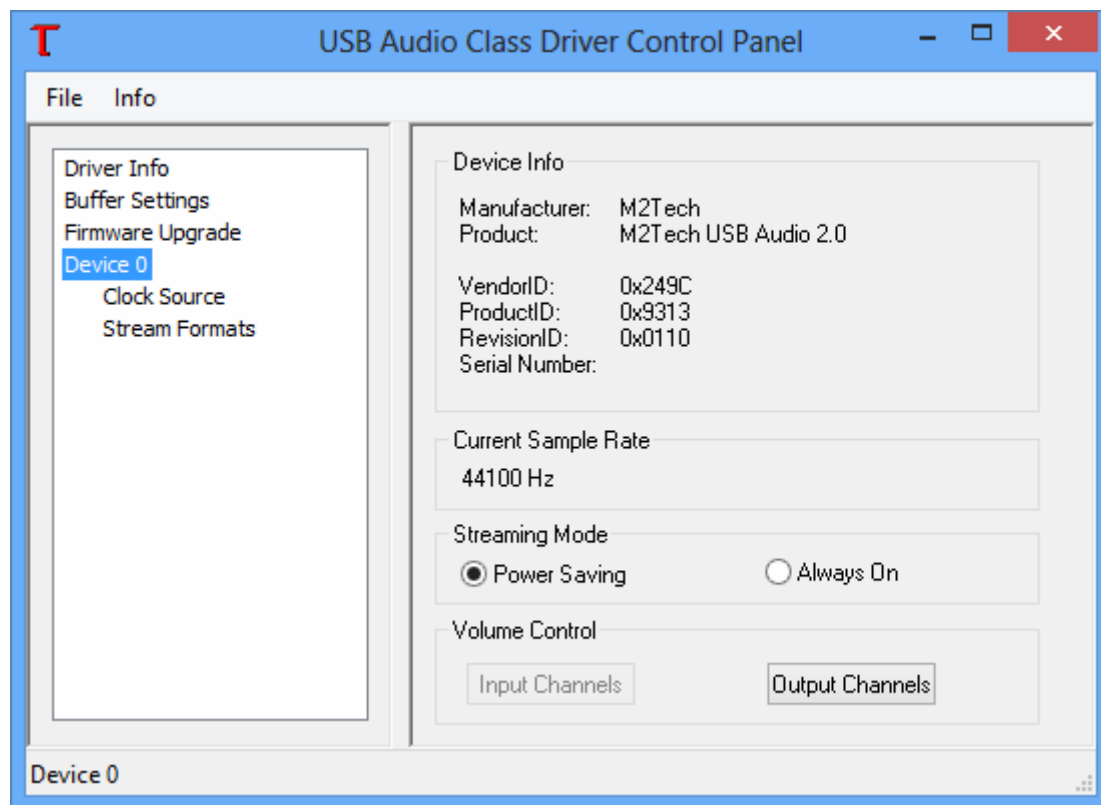 USB Audio Class Driver Control Panel
File Info
Driver Info
Buffer Settings
Firmware Upgrade
Device 0
Clock Source
Stream Formats
Device Info
Manufacturer: M2Tech
Product: M2Tech USB Audio 2.0
VendorID: 0x249C
ProductID: 0x9313
RevisionID: 0x0110
Serial Number:
Current Sample Rate
44100 Hz
Streaming Mode
Power Saving Always On
Volume Control
Input Channels Output Channels
Device 0